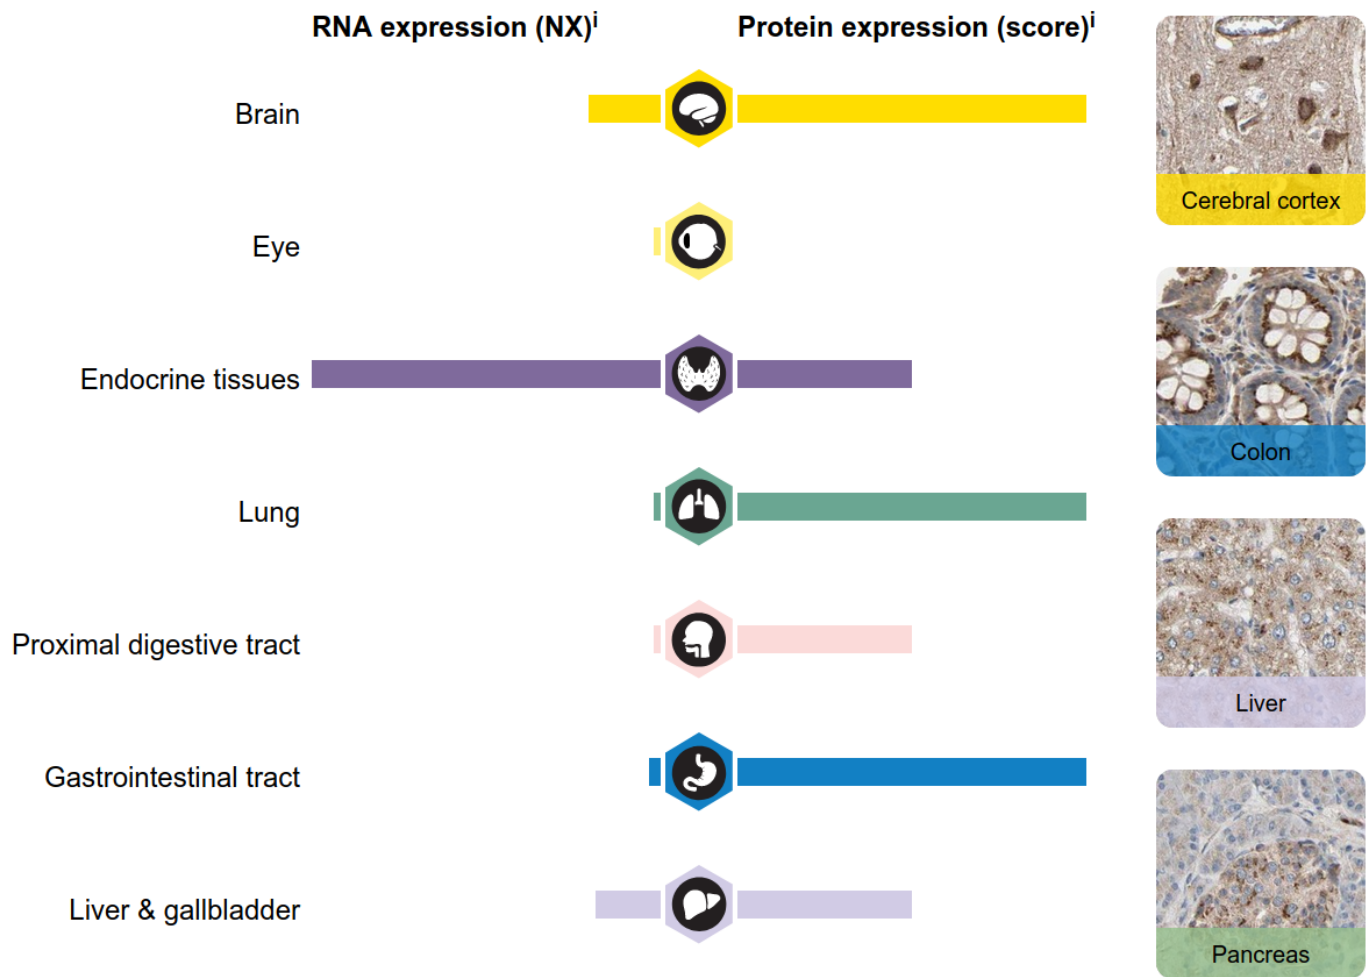 RNA expression (NX)i
Protein expression (score)i
Brain
Eye
Endocrine tissues
Lung
Proximal digestive tract
Gastrointestinal tract
Liver & gallbladder
Cerebral cortex
Colon
Liver
Pancreas